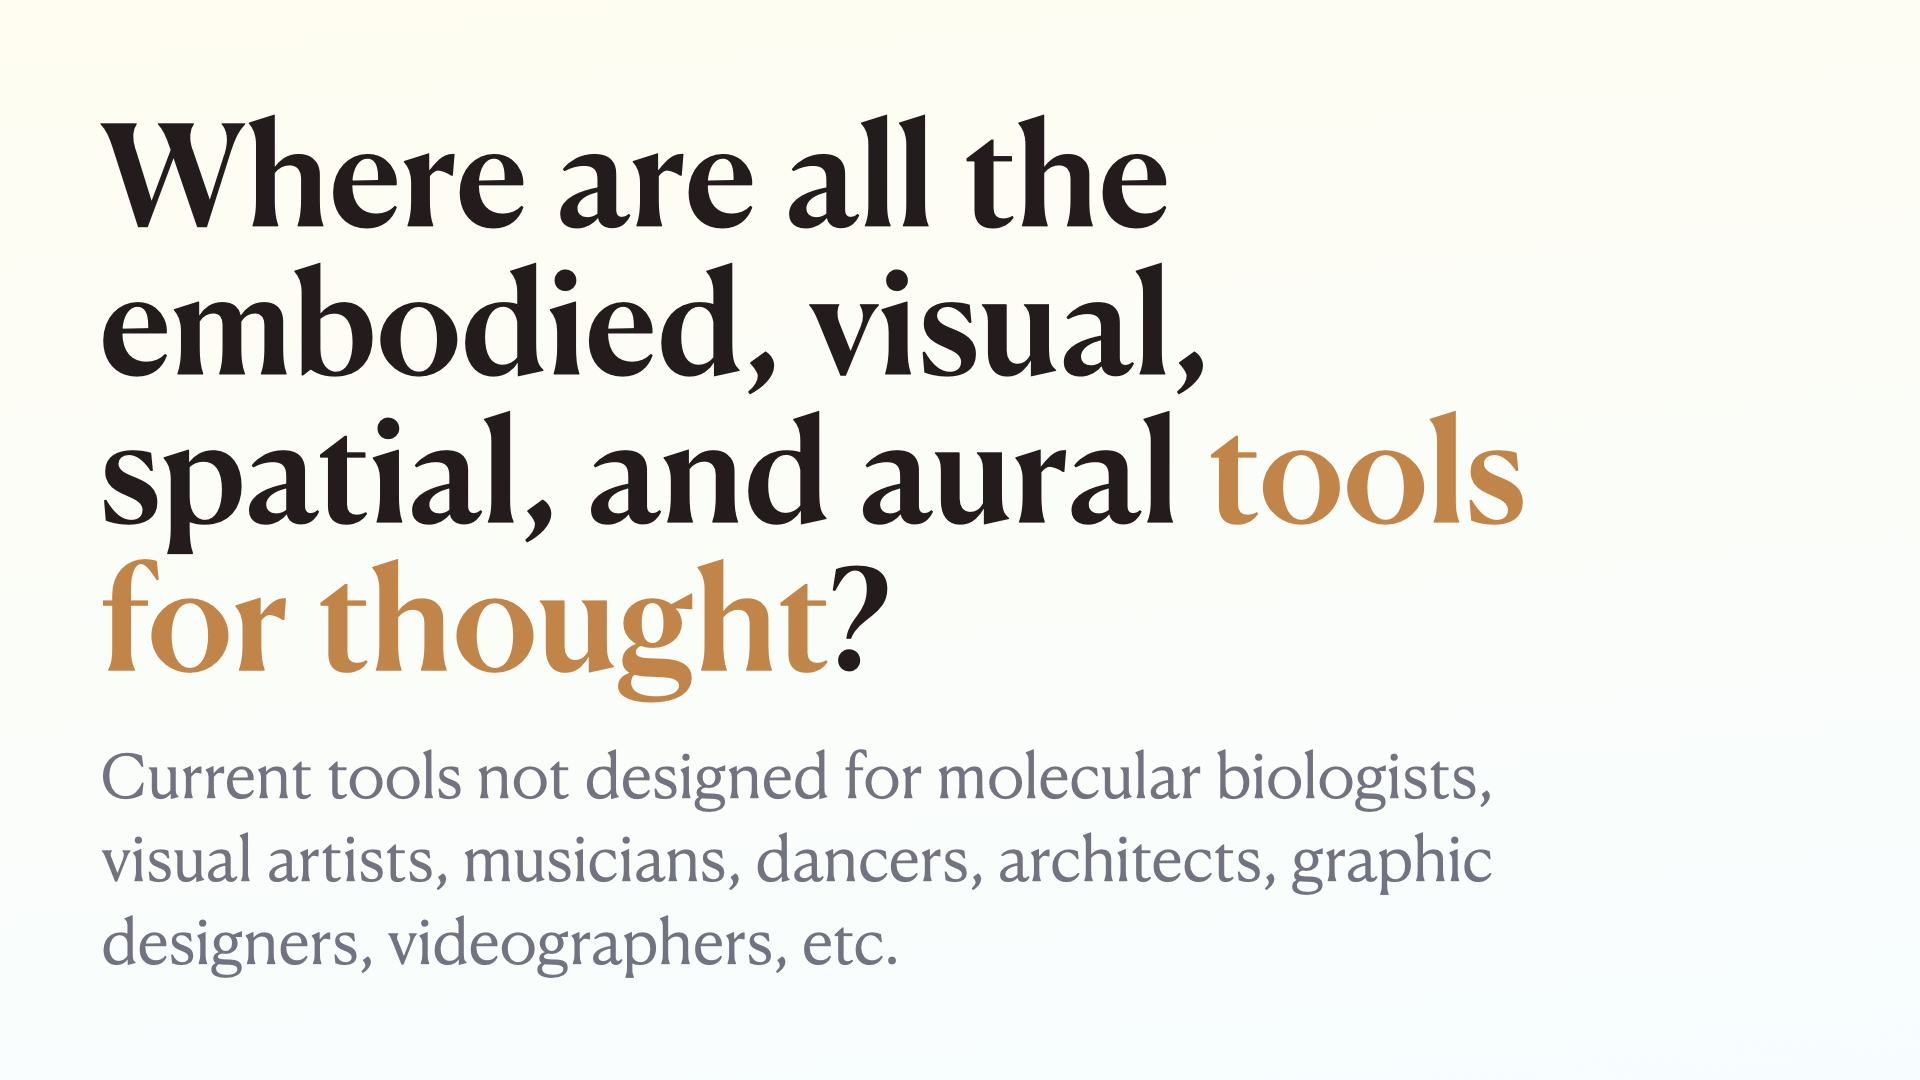 Where are all the
embodied, visual,
spatial, and aural tools
for thought?
Current tools not designed for molecular biologists,
visual artists, musicians, dancers, architects, graphic
designers, videographers, etc.